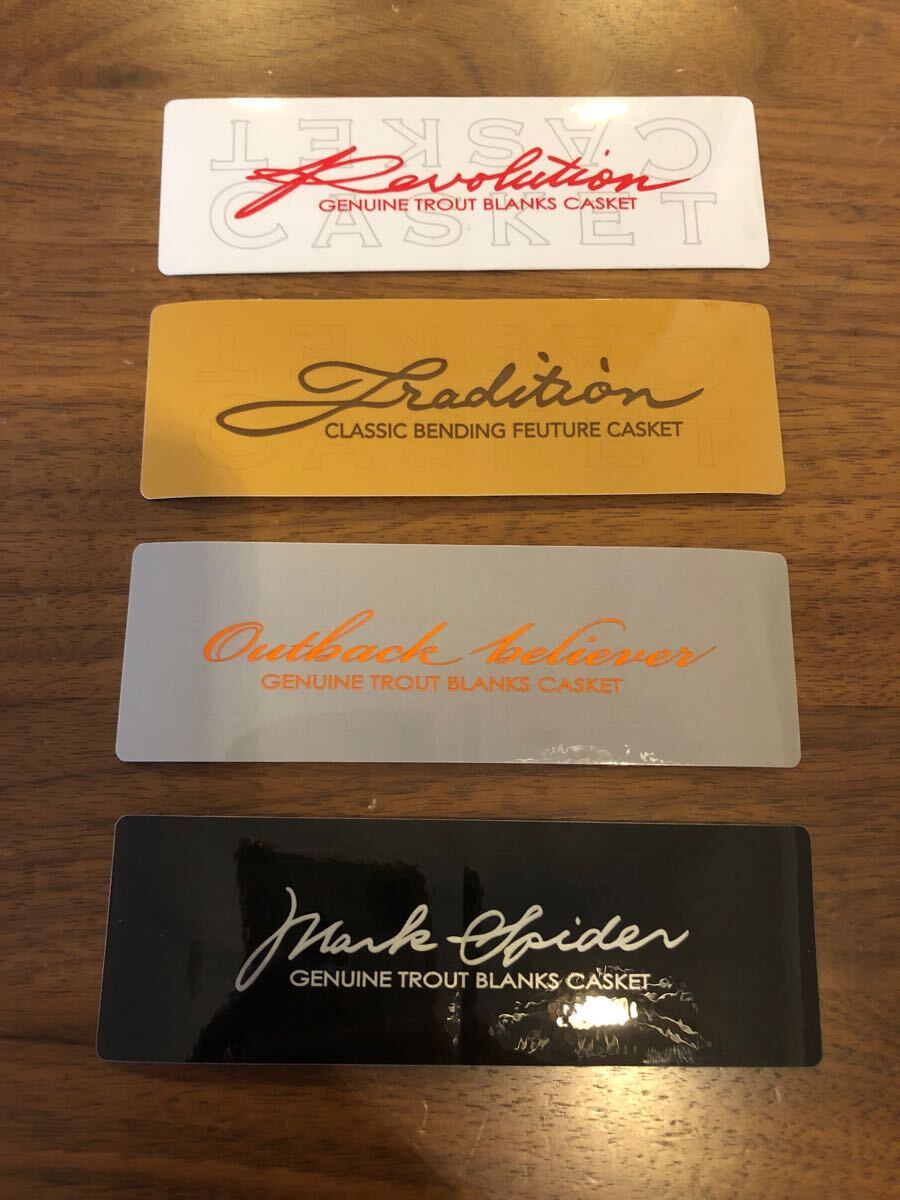 CASKET
Revolution
GENUINE TROUT BLANKS CASKET
CASKET
CASKET
Tradition
CLASSIC BENDING FEUTURE CASKET
CASKET
Outback believer
GENUINE TROUT BLANKS CASKET
Mark Spider
GENUINE TROUT BLANKS CASKET